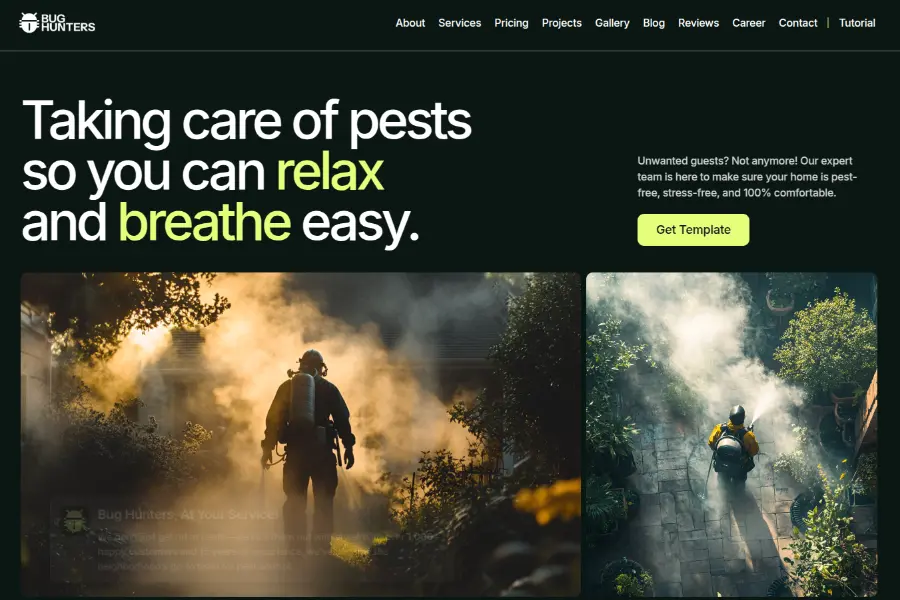 BUG
HUNTERS
About Services Pricing Projects Gallery Blog Reviews Career Contact | Tutorial
Taking care of pests
so you can relax
and breathe easy.
Unwanted guests? Not anymore! Our expert
team is here to make sure your home is pest-
free, stress-free, and 100% comfortable.
Get Template
Bug Hunters, At Your Service!